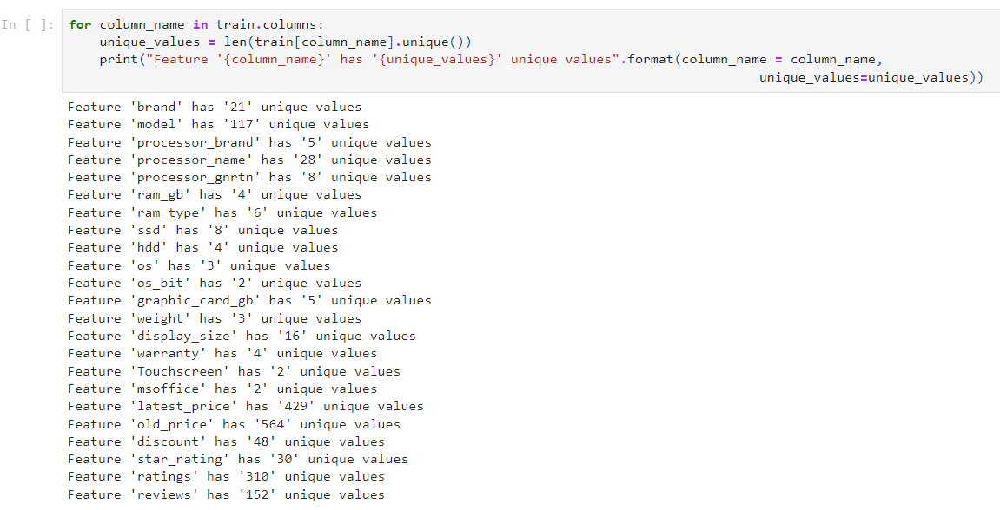 In [ ]: for column_name in train.columns:
    unique_values = len(train[column_name].unique())
    print("Feature '{column_name}' has '{unique_values}' unique values".format(column_name = column_name,
                                                                                         unique_values=unique_values))
Feature 'brand' has '21' unique values
Feature 'model' has '117' unique values
Feature 'processor_brand' has '5' unique values
Feature 'processor_name' has '28' unique values
Feature 'processor_gnrtn' has '8' unique values
Feature 'ram_gb' has '4' unique values
Feature 'ram_type' has '6' unique values
Feature 'ssd' has '8' unique values
Feature 'hdd' has '4' unique values
Feature 'os' has '3' unique values
Feature 'os_bit' has '2' unique values
Feature 'graphic_card_gb' has '5' unique values
Feature 'weight' has '3' unique values
Feature 'display_size' has '16' unique values
Feature 'warranty' has '4' unique values
Feature 'Touchscreen' has '2' unique values
Feature 'msoffice' has '2' unique values
Feature 'latest_price' has '429' unique values
Feature 'old_price' has '564' unique values
Feature 'discount' has '48' unique values
Feature 'star_rating' has '30' unique values
Feature 'ratings' has '310' unique values
Feature 'reviews' has '152' unique values